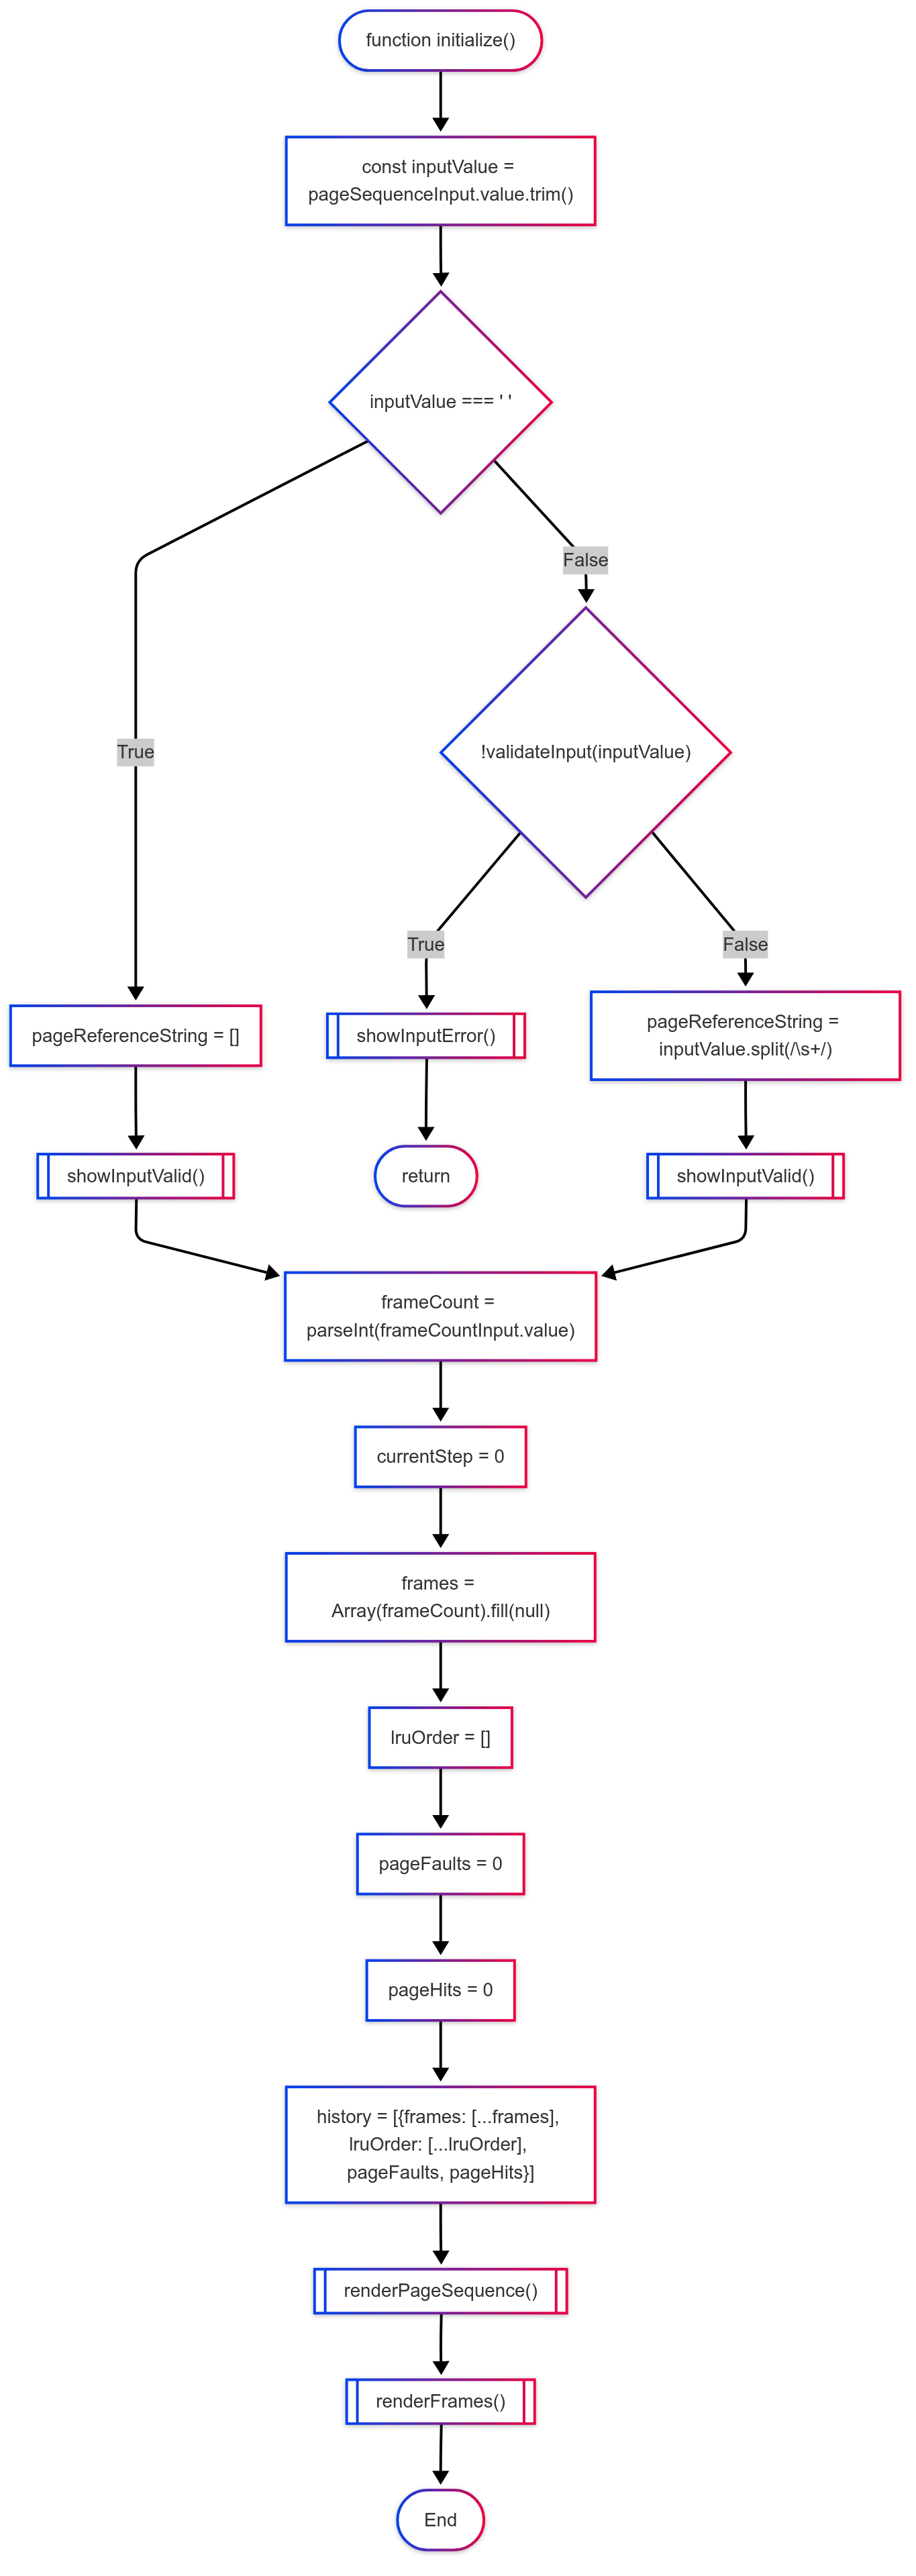 function initialize()
const inputValue =
pageSequenceInput.value.trim()
inputValue === ' '
False
True
!validateInput(inputValue)
True
False
pageReferenceString = []
showInputError()
pageReferenceString =
inputValue.split(/\s+/)
showInputValid()
return
showInputValid()
frameCount =
parseInt(frameCountInput.value)
currentStep = 0
frames =
Array(frameCount).fill(null)
lruOrder = []
pageFaults = 0
pageHits = 0
history = [{frames: [...frames],
lruOrder: [...lruOrder],
pageFaults, pageHits}]
renderPageSequence()
renderFrames()
End